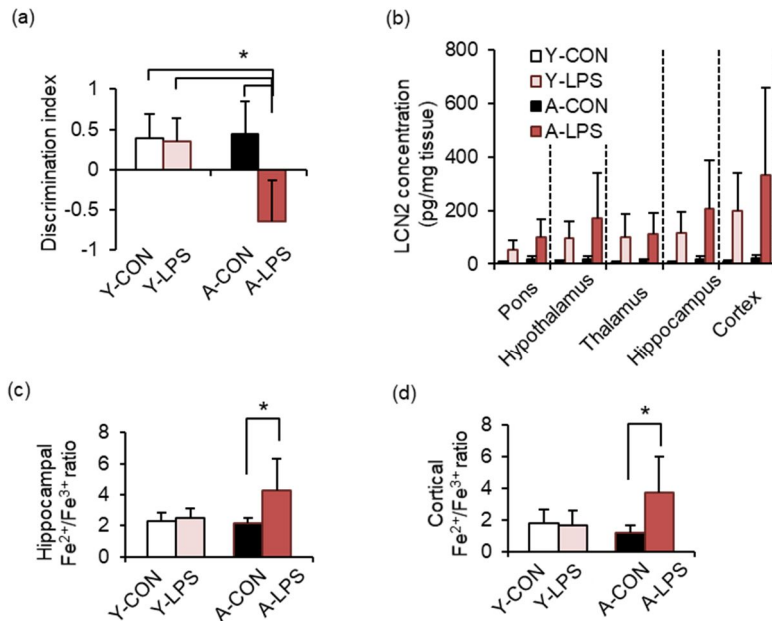 (a)
*
Discrimination index
1
0.5
0
-0.5
-1
Y-CON
Y-LPS
A-CON
A-LPS
(b)
Y-CON
Y-LPS
A-CON
A-LPS
LCN2 concentration
(pg/mg tissue)
800
600
400
200
0
Pons
Hypothalamus
Thalamus
Hippocampus
Cortex
(c)
*
Hippocampal
Fe²⁺/Fe³⁺ ratio
8
6
4
2
0
Y-CON
Y-LPS
A-CON
A-LPS
(d)
*
Cortical
Fe²⁺/Fe³⁺ ratio
8
6
4
2
0
Y-CON
Y-LPS
A-CON
A-LPS